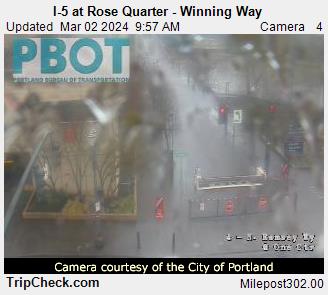 I-5 at Rose Quarter - Winning Way
Updated Mar 02 2024 9:57 AM Camera 4
PBOT
PORTLAND BUREAU OF TRANSPORTATION
Camera courtesy of the City of Portland
TripCheck.com Milepost302.00